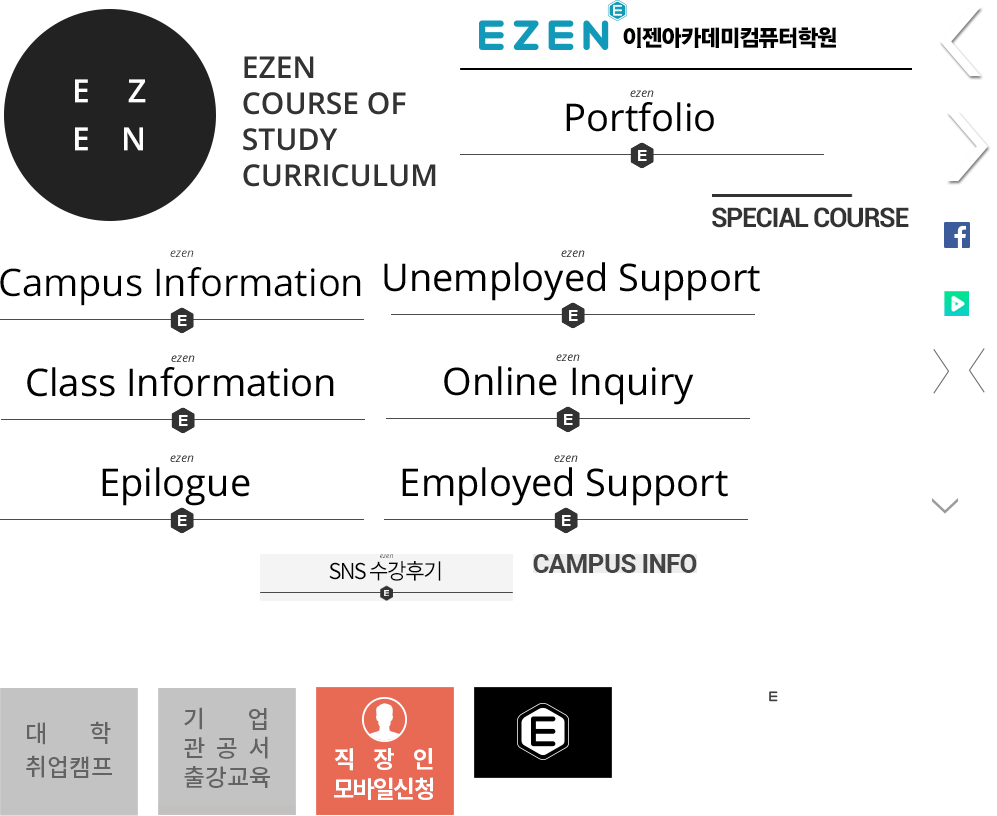 E Z
E N
EZEN
COURSE OF
STUDY
CURRICULUM
E
EZEN 이젠아카데미컴퓨터학원
ezen
Portfolio
E
SPECIAL COURSE
ezen
Campus Information
E
ezen
Unemployed Support
E
ezen
Class Information
E
ezen
Online Inquiry
E
ezen
Epilogue
E
ezen
Employed Support
E
ezen
SNS 수강후기
E
CAMPUS INFO
대 학
취업캠프
기 업
관 공 서
출강교육
직 장 인
모바일신청
E
E